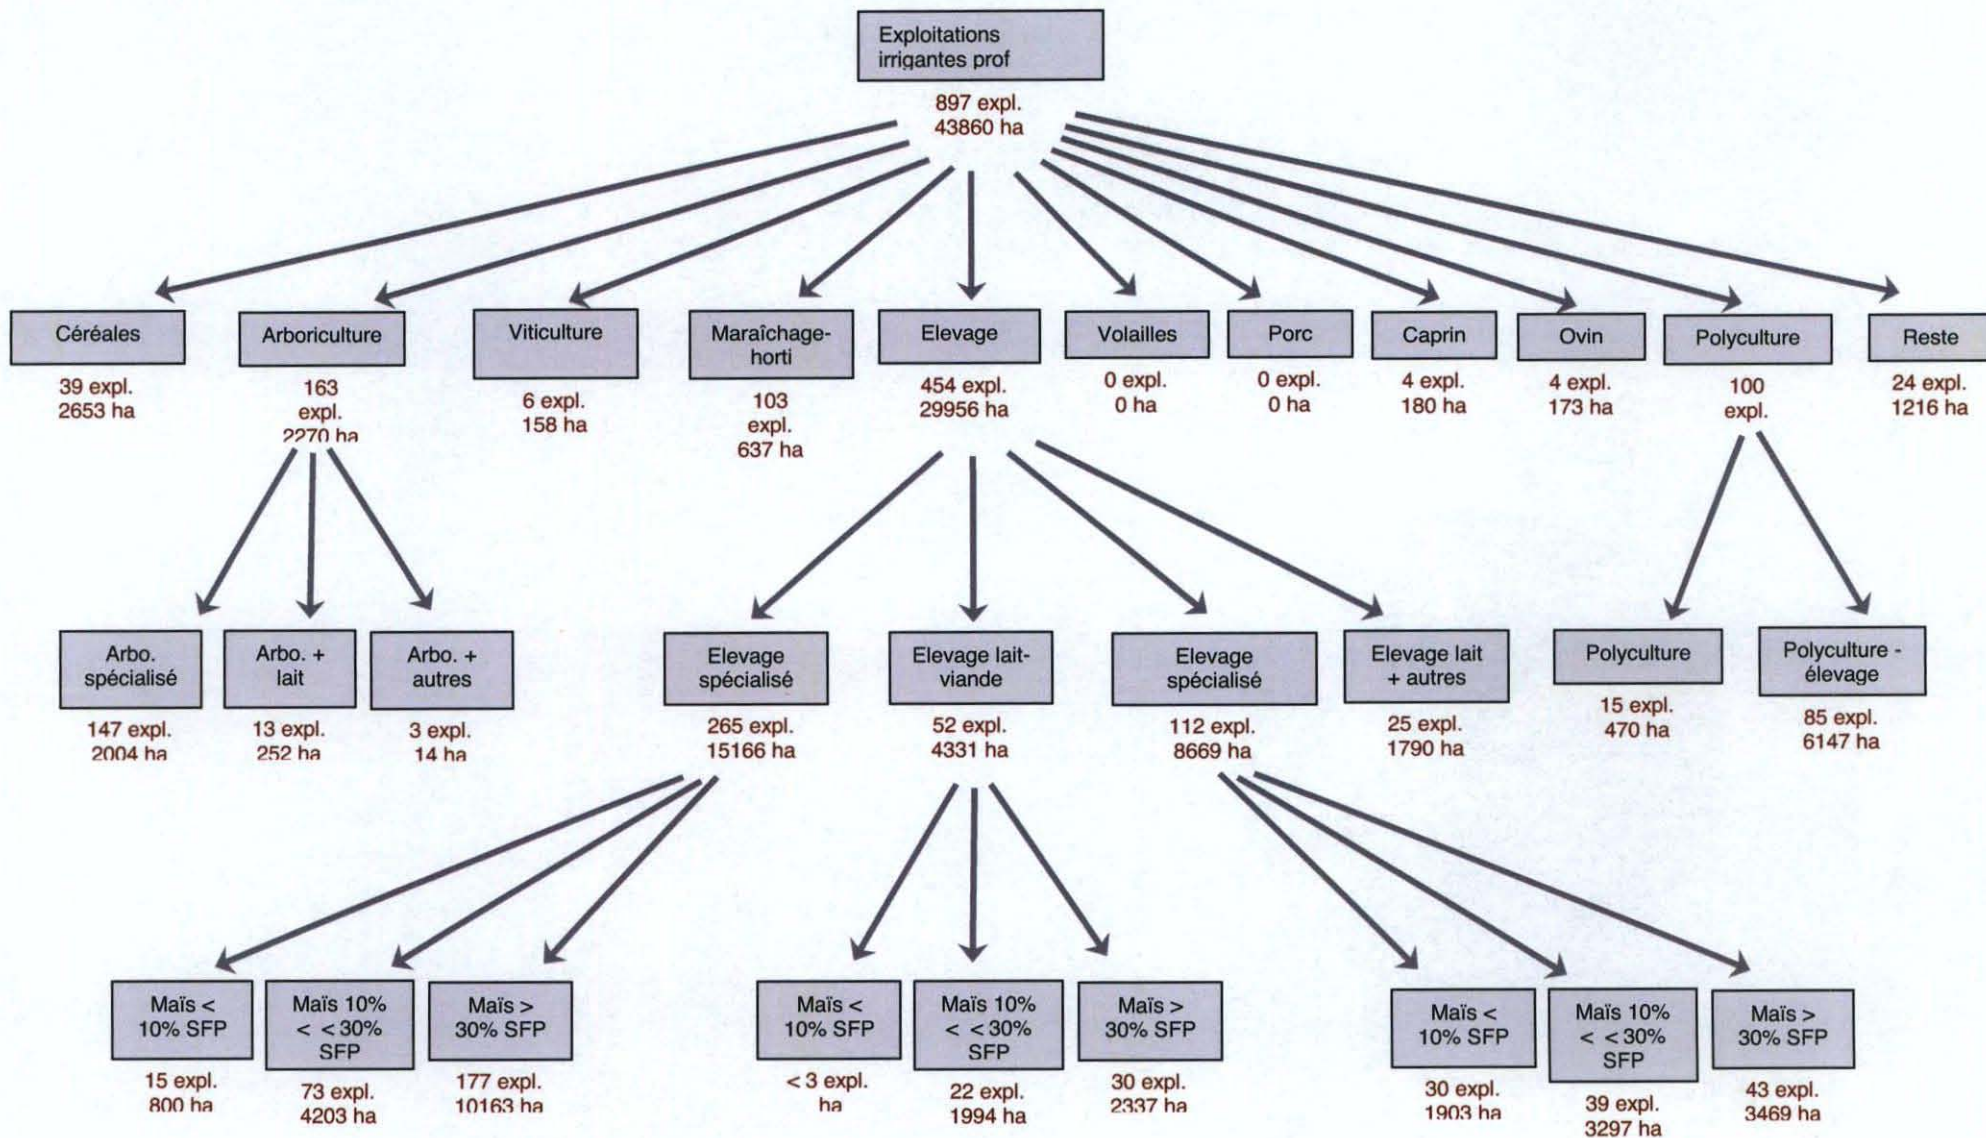 Exploitations
irrigantes prof
897 expl.
43860 ha
Céréales
39 expl.
2653 ha
Arboriculture
163
expl.
2270 ha
Viticulture
6 expl.
158 ha
Maraîchage-
horti
103
expl.
637 ha
Elevage
454 expl.
29956 ha
Volailles
0 expl.
0 ha
Porc
0 expl.
0 ha
Caprin
4 expl.
180 ha
Ovin
4 expl.
173 ha
Polyculture
100
expl.
Reste
24 expl.
1216 ha
Arbo.
spécialisé
147 expl.
2004 ha
Arbo. +
lait
13 expl.
252 ha
Arbo. +
autres
3 expl.
14 ha
Elevage
spécialisé
265 expl.
15166 ha
Elevage lait-
viande
52 expl.
4331 ha
Elevage
spécialisé
112 expl.
8669 ha
Elevage lait
+ autres
25 expl.
1790 ha
Polyculture
15 expl.
470 ha
Polyculture -
élevage
85 expl.
6147 ha
Maïs <
10% SFP
15 expl.
800 ha
Maïs 10%
< <30%
SFP
73 expl.
4203 ha
Maïs >
30% SFP
177 expl.
10163 ha
Maïs <
10% SFP
< 3 expl.
ha
Maïs 10%
< <30%
SFP
22 expl.
1994 ha
Maïs >
30% SFP
30 expl.
2337 ha
Maïs <
10% SFP
30 expl.
1903 ha
Maïs 10%
< <30%
SFP
39 expl.
3297 ha
Maïs >
30% SFP
43 expl.
3469 ha